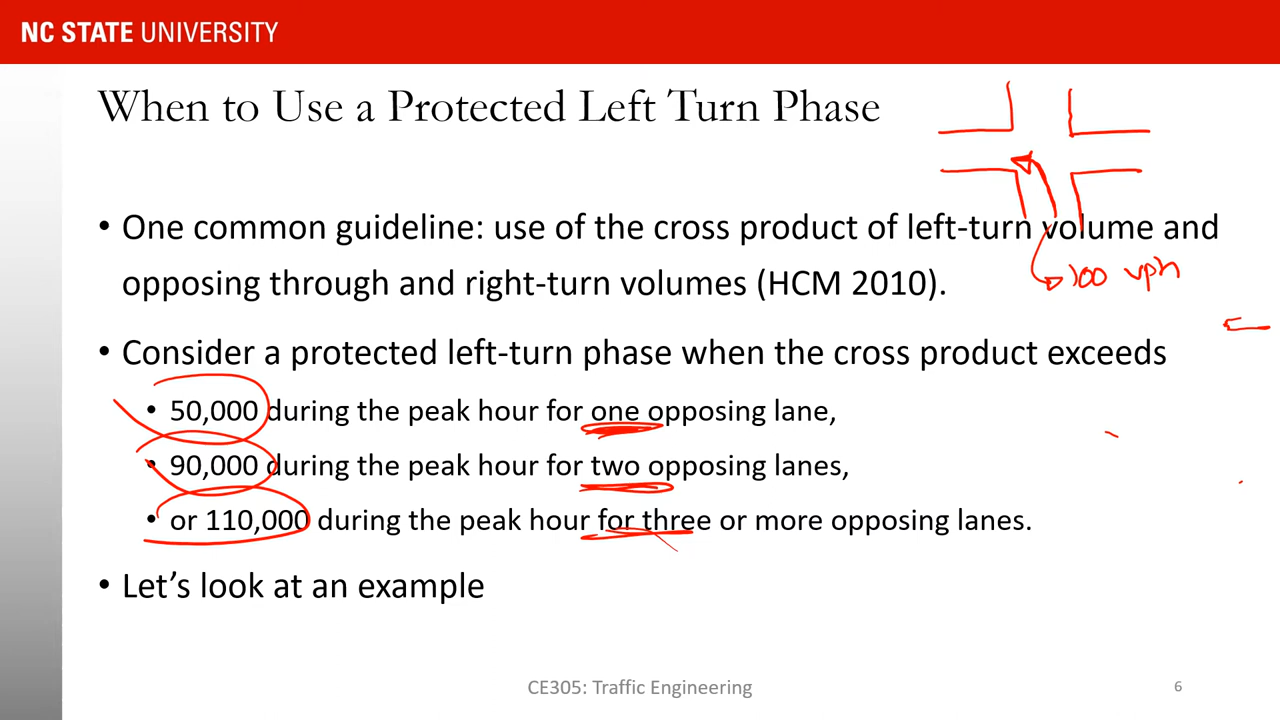 NC STATE UNIVERSITY
When to Use a Protected Left Turn Phase
• One common guideline: use of the cross product of left-turn volume and
opposing through and right-turn volumes (HCM 2010).
100 vph
• Consider a protected left-turn phase when the cross product exceeds
• 50,000 during the peak hour for one opposing lane,
• 90,000 during the peak hour for two opposing lanes,
• or 110,000 during the peak hour for three or more opposing lanes.
• Let’s look at an example
CE305: Traffic Engineering
6